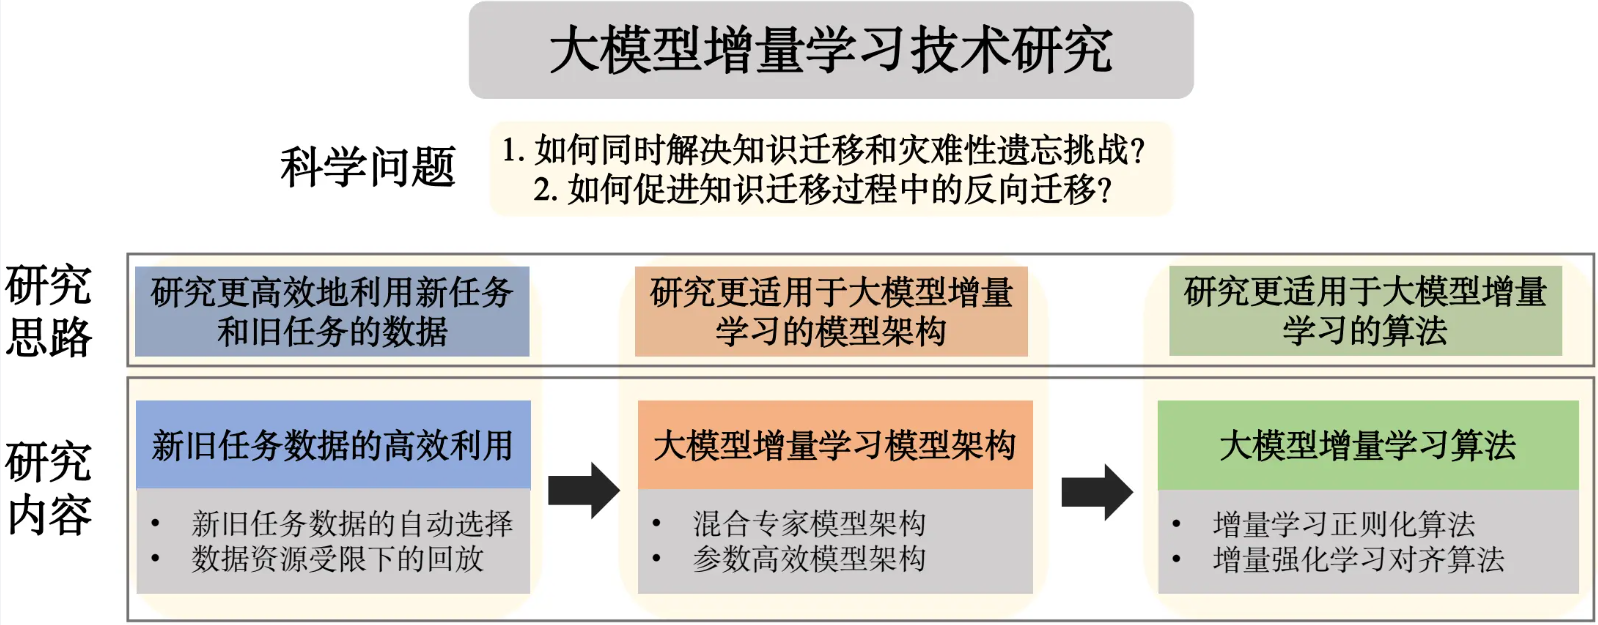 大模型增量学习技术研究
科学问题
1. 如何同时解决知识迁移和灾难性遗忘挑战?
2. 如何促进知识迁移过程中的反向迁移?
研究
思路
研究更高效地利用新任务
和旧任务的数据
研究更适用于大模型增量
学习的模型架构
研究更适用于大模型增量
学习的算法
研究
内容
新旧任务数据的高效利用
• 新旧任务数据的自动选择
• 数据资源受限下的回放
大模型增量学习模型架构
• 混合专家模型架构
• 参数高效模型架构
大模型增量学习算法
• 增量学习正则化算法
• 增量强化学习对齐算法